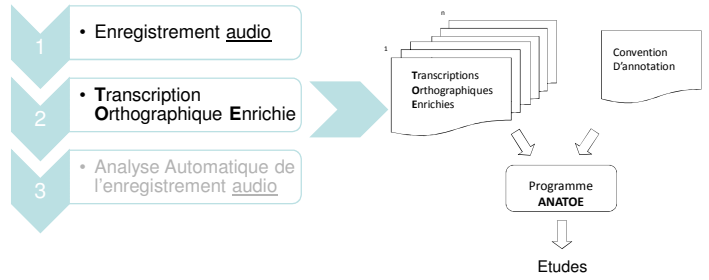 1
• Enregistrement audio
2
• Transcription
Orthographique Enrichie
3
• Analyse Automatique de
l'enregistrement audio
n
1
Transcriptions
Orthographiques
Enrichies
Convention
D'annotation
Programme
ANATOE
Etudes